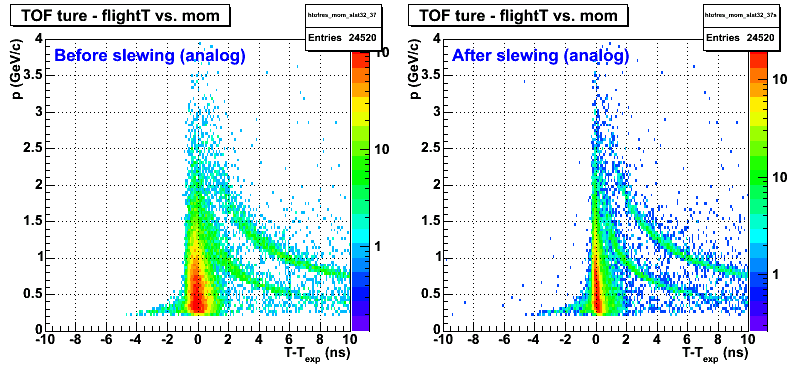 TOF ture - flightT vs. mom
htofres_mom_slat32_37
Entries 24520
Before slewing (analog)
p (GeV/c)
4
3.5
3
2.5
2
1.5
1
0.5
0
-10 -8 -6 -4 -2 0 2 4 6 8 10
T-Texp (ns)
10
10
1
TOF ture - flightT vs. mom
htofres_mom_slat32_37s
Entries 24520
After slewing (analog)
p (GeV/c)
4
3.5
3
2.5
2
1.5
1
0.5
0
-10 -8 -6 -4 -2 0 2 4 6 8 10
T-Texp (ns)
10
10
1